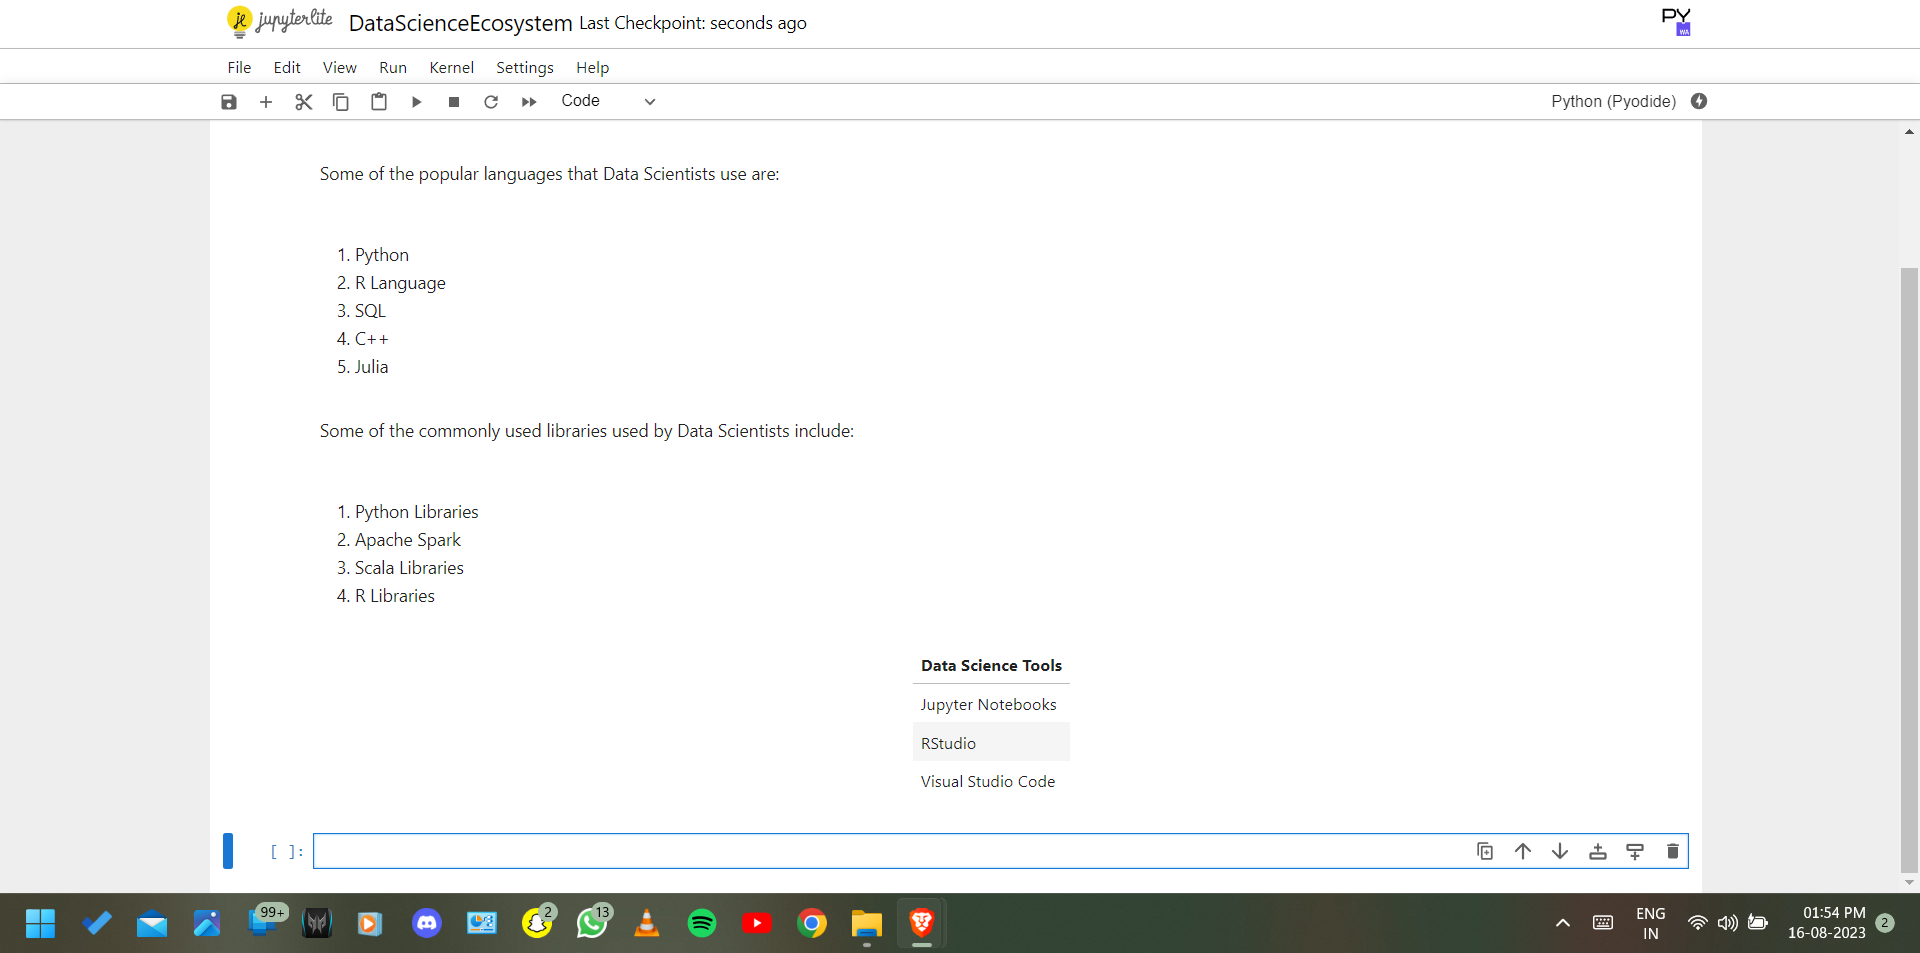 jupyterlite DataScienceEcosystem Last Checkpoint: seconds ago
PY
WA
File Edit View Run Kernel Settings Help
Code
Python (Pyodide)
Some of the popular languages that Data Scientists use are:
1. Python
2. R Language
3. SQL
4. C++
5. Julia
Some of the commonly used libraries used by Data Scientists include:
1. Python Libraries
2. Apache Spark
3. Scala Libraries
4. R Libraries
Data Science Tools
Jupyter Notebooks
RStudio
Visual Studio Code
[ ]:
99+
2
13
ENG
IN
01:54 PM
16-08-2023
2